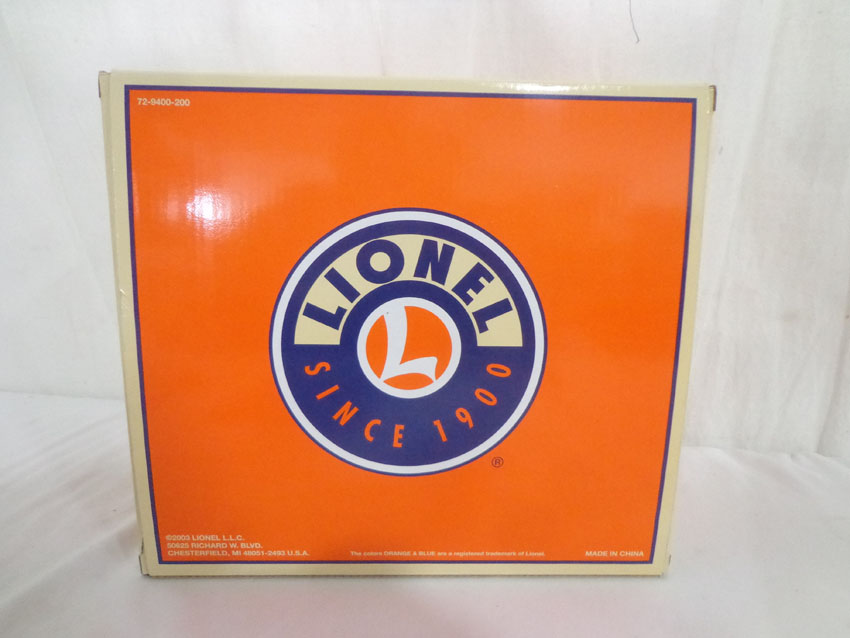 72-9400-200
LIONEL
L
SINCE 1900
®
©2003 LIONEL L.L.C.
50625 RICHARD W. BLVD.
CHESTERFIELD, MI 48051-2493 U.S.A.
The colors ORANGE & BLUE are a registered trademark of Lionel.
MADE IN CHINA